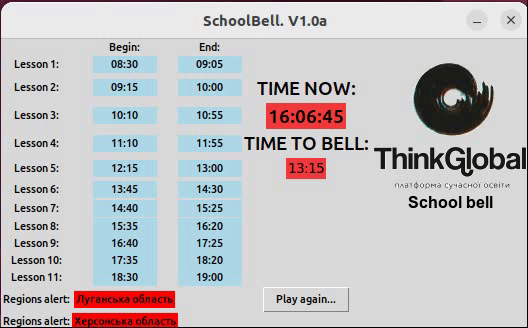 SchoolBell. V1.0a
Begin: End:
Lesson 1: 08:30 09:05
Lesson 2: 09:15 10:00
Lesson 3: 10:10 10:55
Lesson 4: 11:10 11:55
Lesson 5: 12:15 13:00
Lesson 6: 13:45 14:30
Lesson 7: 14:40 15:25
Lesson 8: 15:35 16:20
Lesson 9: 16:40 17:25
Lesson 10: 17:35 18:20
Lesson 11: 18:30 19:00
TIME NOW:
16:06:45
TIME TO BELL:
13:15
ThinkGlobal
платформа сучасної освіти
School bell
Regions alert: Луганська область
Play again...
Regions alert: Херсонська область